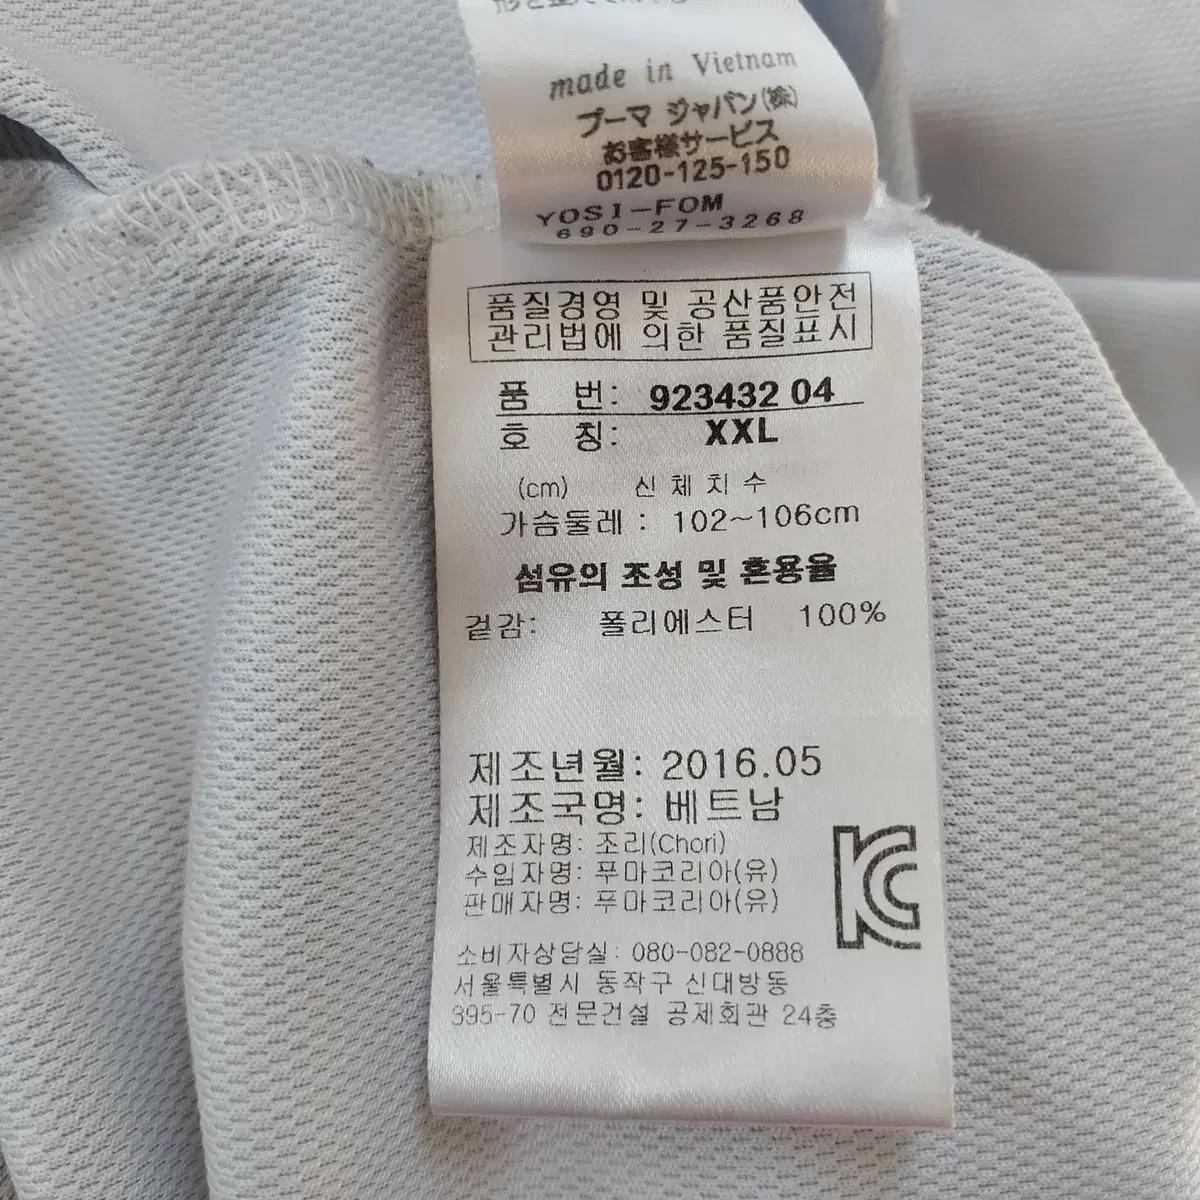 made in Vietnam
プーマ ジャパン(株)
お客様サービス
0120-125-150
YOSI-FOM
690-27-3268
품질경영 및 공산품안전
관리법에 의한 품질표시
품 번: 923432 04
호 칭: XXL
(cm) 신체치수
가슴둘레 : 102~106cm
섬유의 조성 및 혼용율
겉감: 폴리에스터 100%
제조년월: 2016.05
제조국명: 베트남
제조자명: 조리(Chori)
수입자명: 푸마코리아(유)
판매자명: 푸마코리아(유)
소비자상담실: 080-082-0888
서울특별시 동작구 신대방동
395-70 전문건설 공제회관 24층